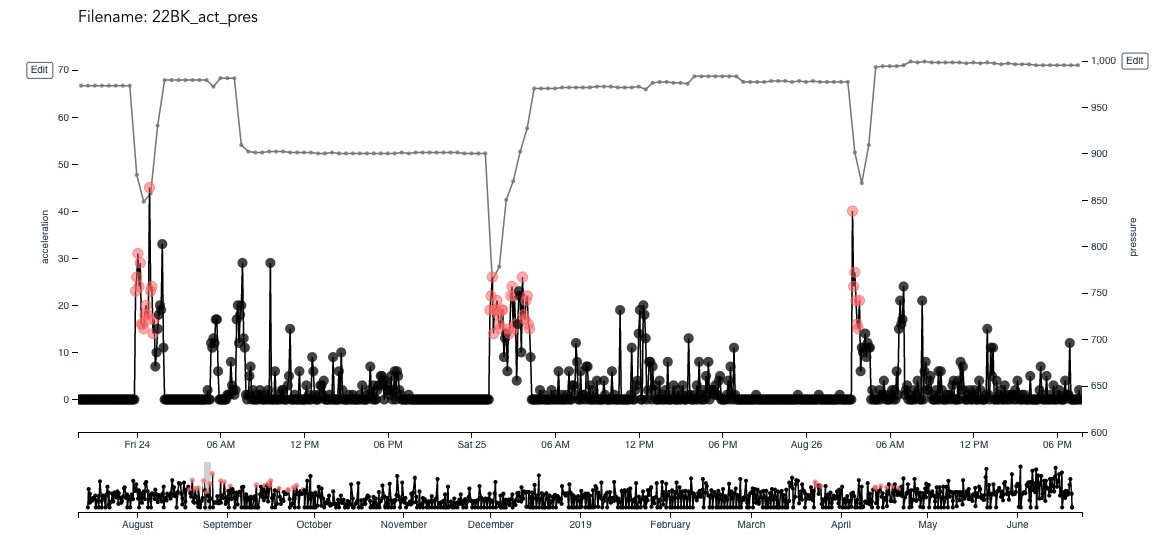 Filename: 22BK_act_pres
Edit
70
60
50
40
30
20
10
0
acceleration
1,000
Edit
950
900
850
800
750
700
650
600
pressure
Fri 24 06 AM 12 PM 06 PM Sat 25 06 AM 12 PM 06 PM Aug 26 06 AM 12 PM 06 PM
August September October November December 2019 February March April May June